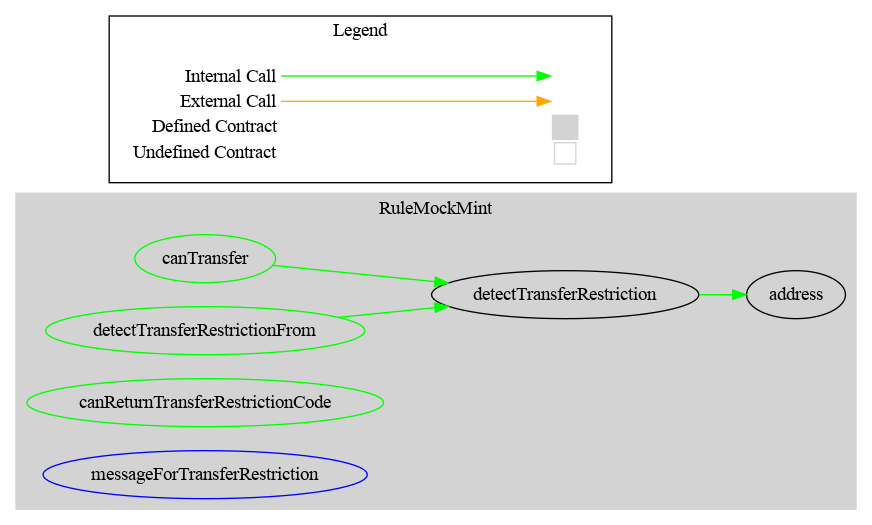 Legend
Internal Call
External Call
Defined Contract
Undefined Contract
RuleMockMint
canTransfer
detectTransferRestriction
address
detectTransferRestrictionFrom
canReturnTransferRestrictionCode
messageForTransferRestriction